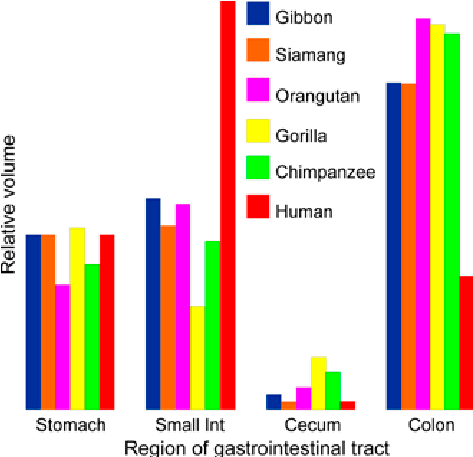 Gibbon
Siamang
Orangutan
Gorilla
Chimpanzee
Human
Relative volume
Stomach Small Int Cecum Colon
Region of gastrointestinal tract